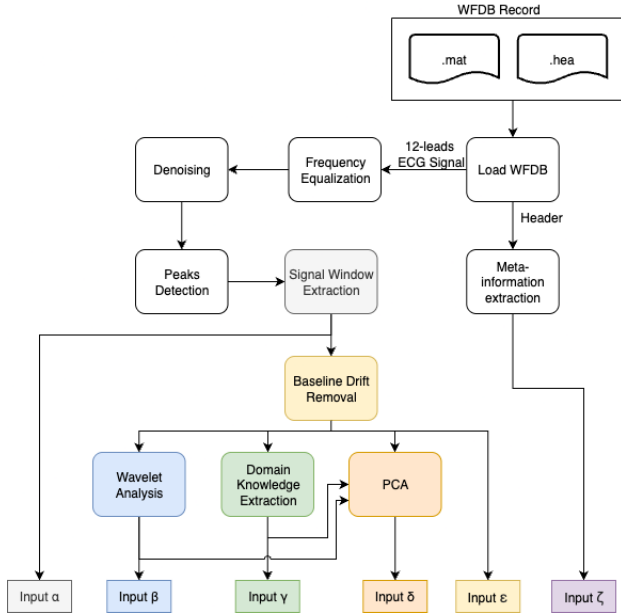 WFDB Record
.mat
.hea
12-leads
ECG Signal
Denoising
Frequency
Equalization
Load WFDB
Header
Peaks
Detection
Signal Window
Extraction
Meta-
information
extraction
Baseline Drift
Removal
Wavelet
Analysis
Domain
Knowledge
Extraction
PCA
Input α
Input β
Input γ
Input δ
Input ε
Input ζ